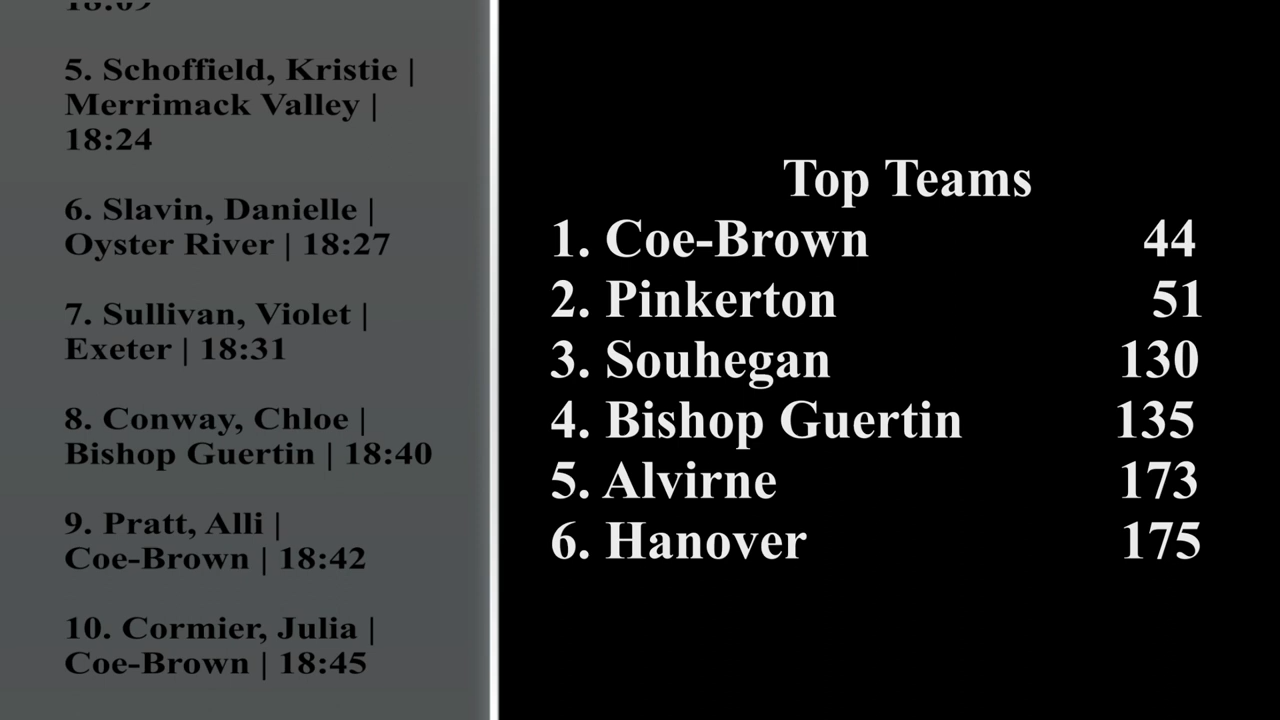 5. Schoffield, Kristie |
Merrimack Valley |
18:24
6. Slavin, Danielle |
Oyster River | 18:27
7. Sullivan, Violet |
Exeter | 18:31
8. Conway, Chloe |
Bishop Guertin | 18:40
9. Pratt, Alli |
Coe-Brown | 18:42
10. Cormier, Julia |
Coe-Brown | 18:45
Top Teams
1. Coe-Brown 44
2. Pinkerton 51
3. Souhegan 130
4. Bishop Guertin 135
5. Alvirne 173
6. Hanover 175